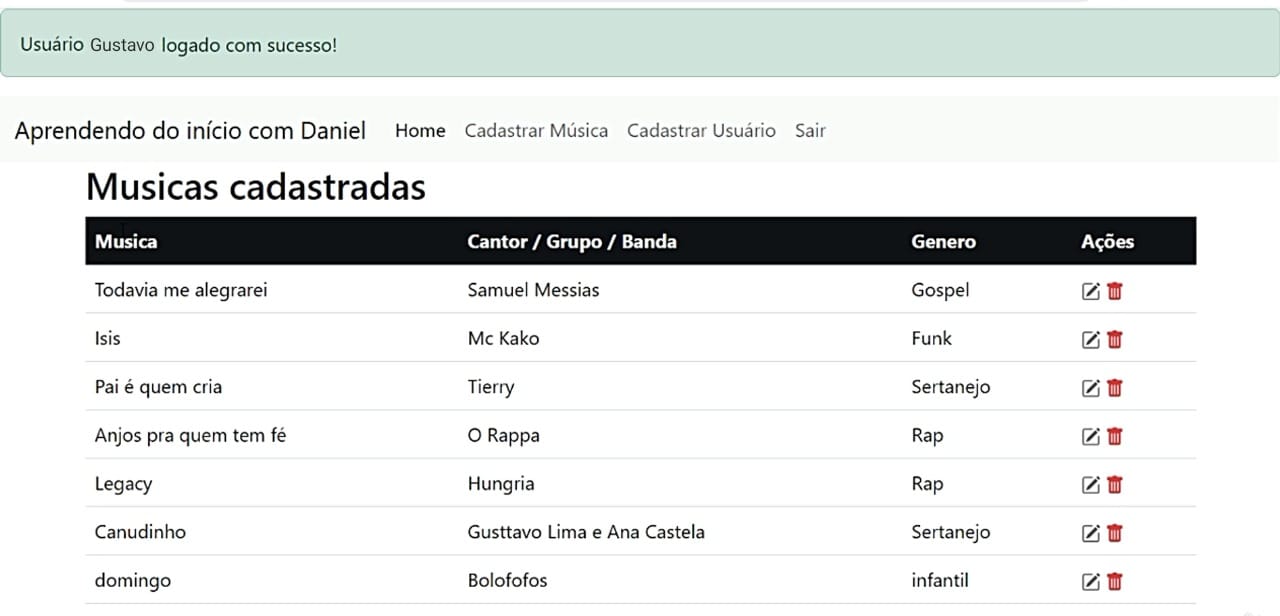 Usuário Gustavo logado com sucesso!
Aprendendo do início com Daniel Home Cadastrar Música Cadastrar Usuário Sair
Musicas cadastradas
Musica Cantor / Grupo / Banda Genero Ações
Todavia me alegrarei Samuel Messias Gospel
Isis Mc Kako Funk
Pai é quem cria Tierry Sertanejo
Anjos pra quem tem fé O Rappa Rap
Legacy Hungria Rap
Canudinho Gusttavo Lima e Ana Castela Sertanejo
domingo Bolofofos infantil